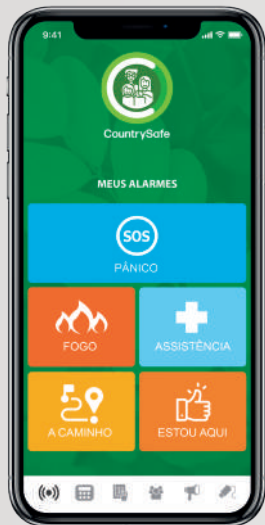 9:41
CountrySafe
MEUS ALARMES
SOS
PÂNICO
FOGO
ASSISTÊNCIA
A CAMINHO
ESTOU AQUI